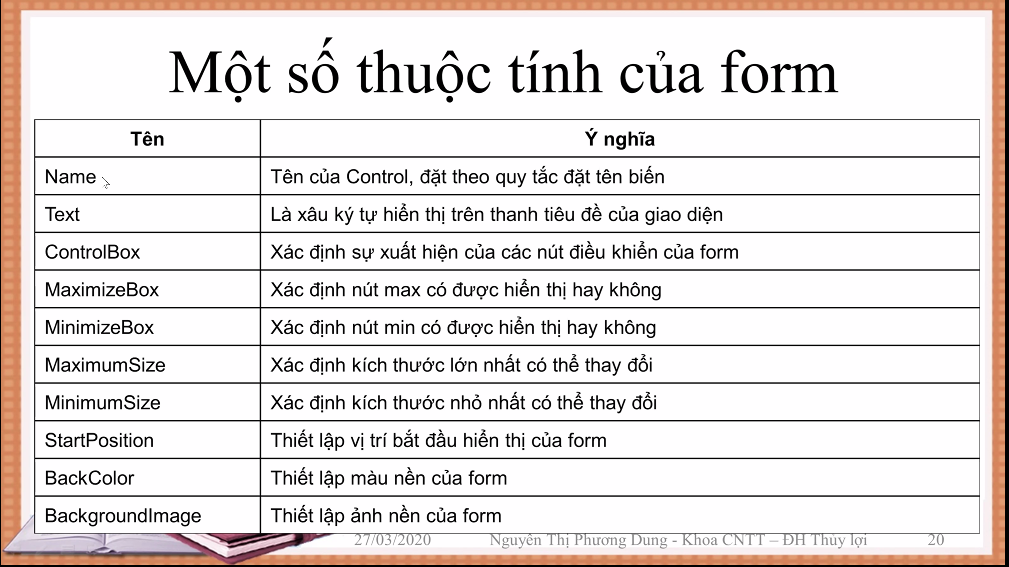 Một số thuộc tính của form
Tên Ý nghĩa
Name Tên của Control, đặt theo quy tắc đặt tên biến
Text Là xâu ký tự hiển thị trên thanh tiêu đề của giao diện
ControlBox Xác định sự xuất hiện của các nút điều khiển của form
MaximizeBox Xác định nút max có được hiển thị hay không
MinimizeBox Xác định nút min có được hiển thị hay không
MaximumSize Xác định kích thước lớn nhất có thể thay đổi
MinimumSize Xác định kích thước nhỏ nhất có thể thay đổi
StartPosition Thiết lập vị trí bắt đầu hiển thị của form
BackColor Thiết lập màu nền của form
BackgroundImage Thiết lập ảnh nền của form
27/03/2020 Nguyễn Thị Phương Dung - Khoa CNTT – ĐH Thủy lợi 20